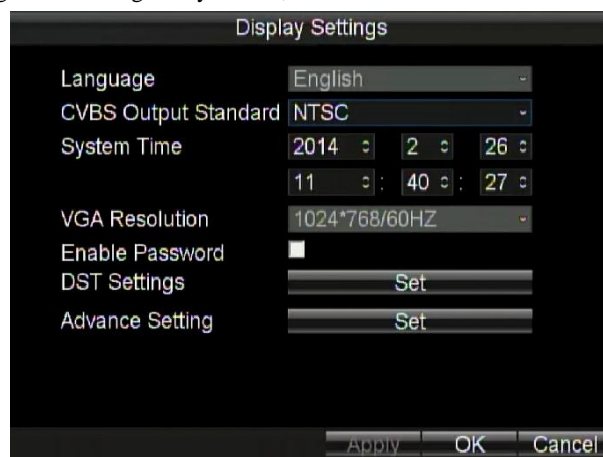 Display Settings
Language English
CVBS Output Standard NTSC
System Time 2014 2 26
11 : 40 : 27
VGA Resolution 1024*768/60HZ
Enable Password
DST Settings Set
Advance Setting Set
Apply OK Cancel